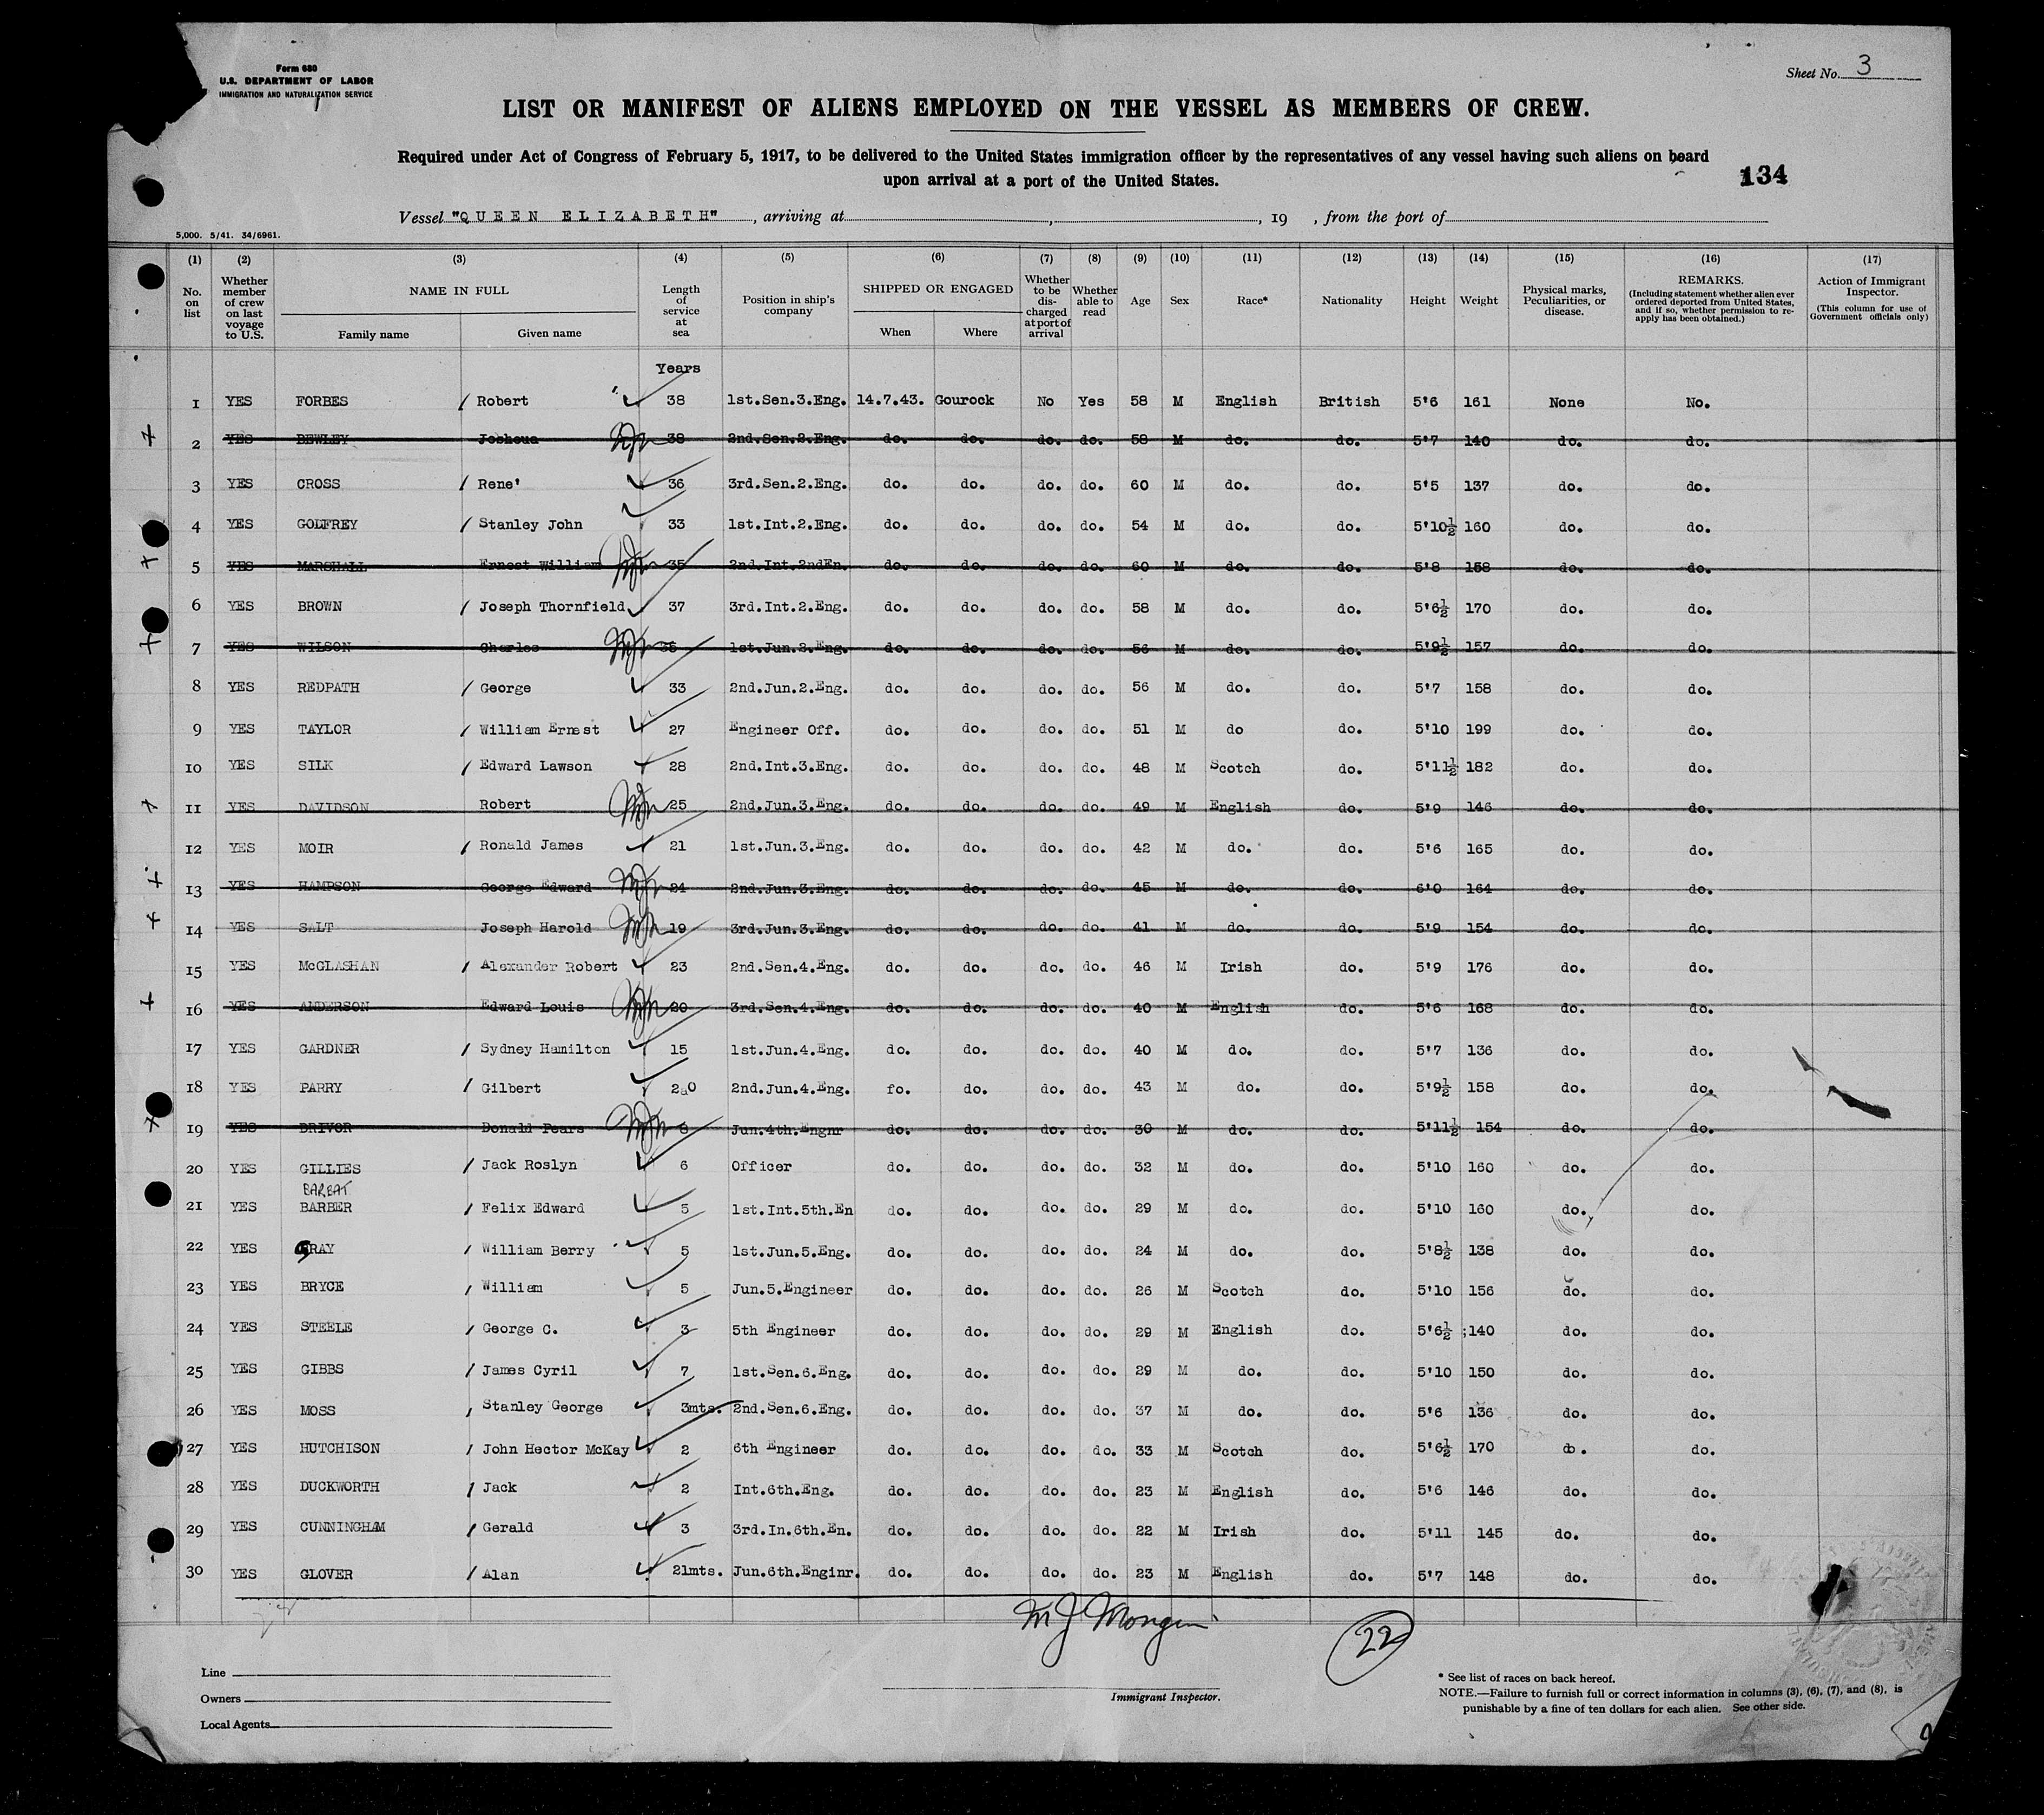 Form 680
U.S. DEPARTMENT OF LABOR
IMMIGRATION AND NATURALIZATION SERVICE
Sheet No. 3
LIST OR MANIFEST OF ALIENS EMPLOYED ON THE VESSEL AS MEMBERS OF CREW.
Required under Act of Congress of February 5, 1917, to be delivered to the United States immigration officer by the representatives of any vessel having such aliens on board
upon arrival at a port of the United States.
134
Vessel "QUEEN ELIZABETH", arriving at , , 19 , from the port of
5,000. 5/41. 34/6961.
(1) (2) (3) (4) (5) (6) (7) (8) (9) (10) (11) (12) (13) (14) (15) (16) (17)
No. on list Whether member of crew on last voyage to U.S. NAME IN FULL Family name Given name Length of service at sea Position in ship's company SHIPPED OR ENGAGED When Where Whether to be discharged at port of arrival Whether able to read Age Sex Race* Nationality Height Weight Physical marks, Peculiarities, or disease. REMARKS. (Including statement whether alien ever ordered deported from United States, and if so, whether permission to re-apply has been obtained.) Action of Immigrant Inspector. (This column for use of Government officials only)
Years
1 YES FORBES / Robert 38 1st.Sen.3.Eng. 14.7.43. Gourock No Yes 58 M English British 5'6 161 None No.
2 YES BEWLEY Joshoua 38 2nd.Sen.2.Eng. do. do. do. do. 58 M do. do. 5'7 140 do. do.
3 YES CROSS / Rene' 36 3rd.Sen.2.Eng. do. do. do. do. 60 M do. do. 5'5 137 do. do.
4 YES GOLFREY / Stanley John 33 1st.Int.2.Eng. do. do. do. do. 54 M do. do. 5'10½ 160 do. do.
5 YES MARSHALL Ernest William 35 2nd.Int.2ndEn. do. do. do. do. 60 M do. do. 5'8 158 do. do.
6 YES BROWN / Joseph Thornfield 37 3rd.Int.2.Eng. do. do. do. do. 58 M do. do. 5'6½ 170 do. do.
7 YES WILSON Charles 35 1st.Jun.2.Eng. do. do. do. do. 56 M do. do. 5'9½ 157 do. do.
8 YES REDPATH / George 33 2nd.Jun.2.Eng. do. do. do. do. 56 M do. do. 5'7 158 do. do.
9 YES TAYLOR / William Ernest 27 Engineer Off. do. do. do. do. 51 M do do. 5'10 199 do. do.
10 YES SILK / Edward Lawson 28 2nd.Int.3.Eng. do. do. do. do. 48 M Scotch do. 5'11½ 182 do. do.
11 YES DAVIDSON Robert 25 2nd.Jun.3.Eng. do. do. do. do. 49 M English do. 5'9 146 do. do.
12 YES MOIR / Ronald James 21 1st.Jun.3.Eng. do. do. do. do. 42 M do. do. 5'6 165 do. do.
13 YES HAMPSON George Edward 24 2nd.Jun.3.Eng. do. do. do. do. 45 M do. do. 6'0 164 do. do.
14 YES SALT Joseph Harold 19 3rd.Jun.3.Eng. do. do. do. do. 41 M do. do. 5'9 154 do. do.
15 YES McGLASHAN / Alexander Robert 23 2nd.Sen.4.Eng. do. do. do. do. 46 M Irish do. 5'9 176 do. do.
16 YES ANDERSON Edward Louis 20 3rd.Sen.4.Eng. do. do. do. do. 40 M English do. 5'6 168 do. do.
17 YES GARDNER / Sydney Hamilton 15 1st.Jun.4.Eng. do. do. do. do. 40 M do. do. 5'7 136 do. do.
18 YES PARRY / Gilbert 20 2nd.Jun.4.Eng. fo. do. do. do. 43 M do. do. 5'9½ 158 do. do.
19 YES DRIVOR Donald Fears 8 Jun.4th.Engnr do. do. do. do. 30 M do. do. 5'11½ 154 do. do.
20 YES GILLIES / Jack Roslyn 6 Officer do. do. do. do. 32 M do. do. 5'10 160 do. do.
BARBAT
21 YES BARBER / Felix Edward 5 1st.Int.5th.En do. do. do. do. 29 M do. do. 5'10 160 do. do.
22 YES GRAY / William Berry 5 1st.Jun.5.Eng. do. do. do. do. 24 M do. do. 5'8½ 138 do. do.
23 YES BRYCE / William 5 Jun.5.Engineer do. do. do. do. 26 M Scotch do. 5'10 156 do. do.
24 YES STEELE / George C. 3 5th Engineer do. do. do. do. 29 M English do. 5'6½ ;140 do. do.
25 YES GIBBS / James Cyril 7 1st.Sen.6.Eng. do. do. do. do. 29 M do. do. 5'10 150 do. do.
26 YES MOSS / Stanley George 3mts. 2nd.Sen.6.Eng. do. do. do. do. 37 M do. do. 5'6 136 do. do.
27 YES HUTCHISON / John Hector McKay 2 6th Engineer do. do. do. do. 33 M Scotch do. 5'6½ 170 do. do.
28 YES DUCKWORTH / Jack 2 Int.6th.Eng. do. do. do. do. 23 M English do. 5'6 146 do. do.
29 YES CUNNINGHAM / Gerald 3 3rd.In.6th.En. do. do. do. do. 22 M Irish do. 5'11 145 do. do.
30 YES GLOVER / Alan 21mts. Jun.6th.Enginr. do. do. do. do. 23 M English do. 5'7 148 do. do.
22
Line
Owners
Local Agents
Immigrant Inspector.
* See list of races on back hereof.
NOTE.—Failure to furnish full or correct information in columns (3), (6), (7), and (8), is
punishable by a fine of ten dollars for each alien. See other side.